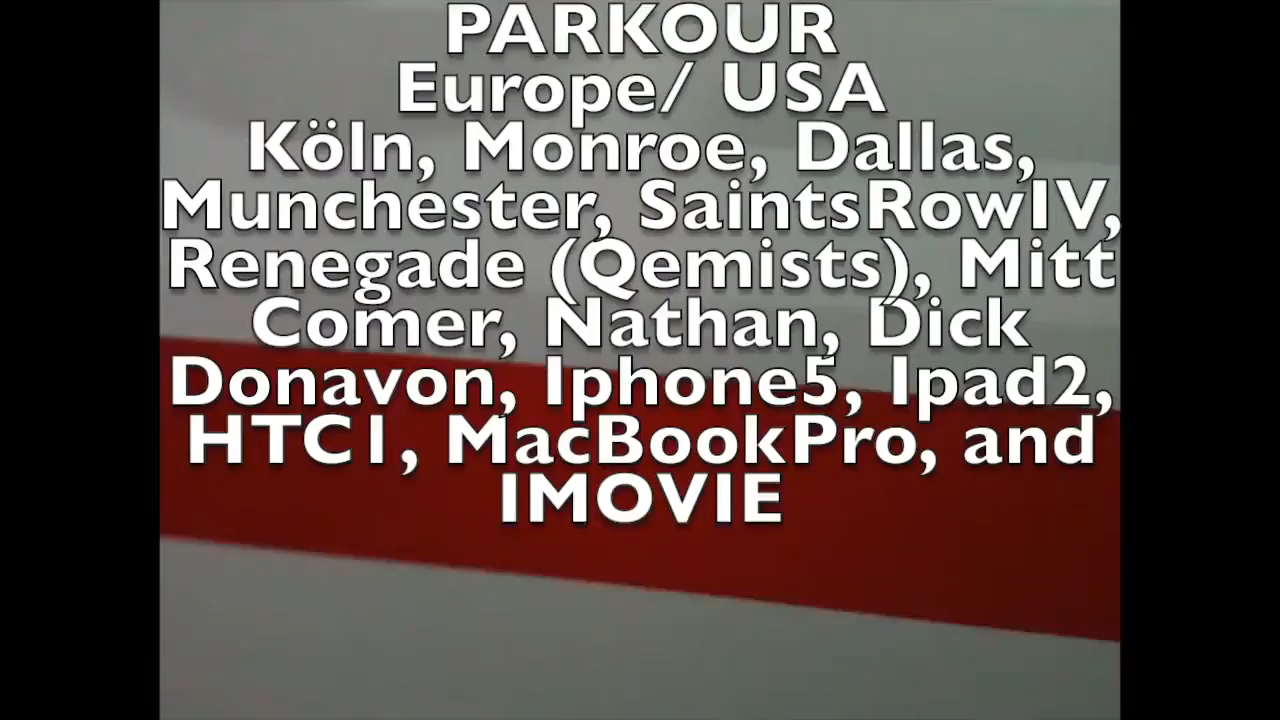 PARKOUR
Europe/ USA
Köln, Monroe, Dallas,
Munchester, SaintsRowIV,
Renegade (Qemists), Mitt
Comer, Nathan, Dick
Donavon, Iphone5, Ipad2,
HTC1, MacBookPro, and
IMOVIE